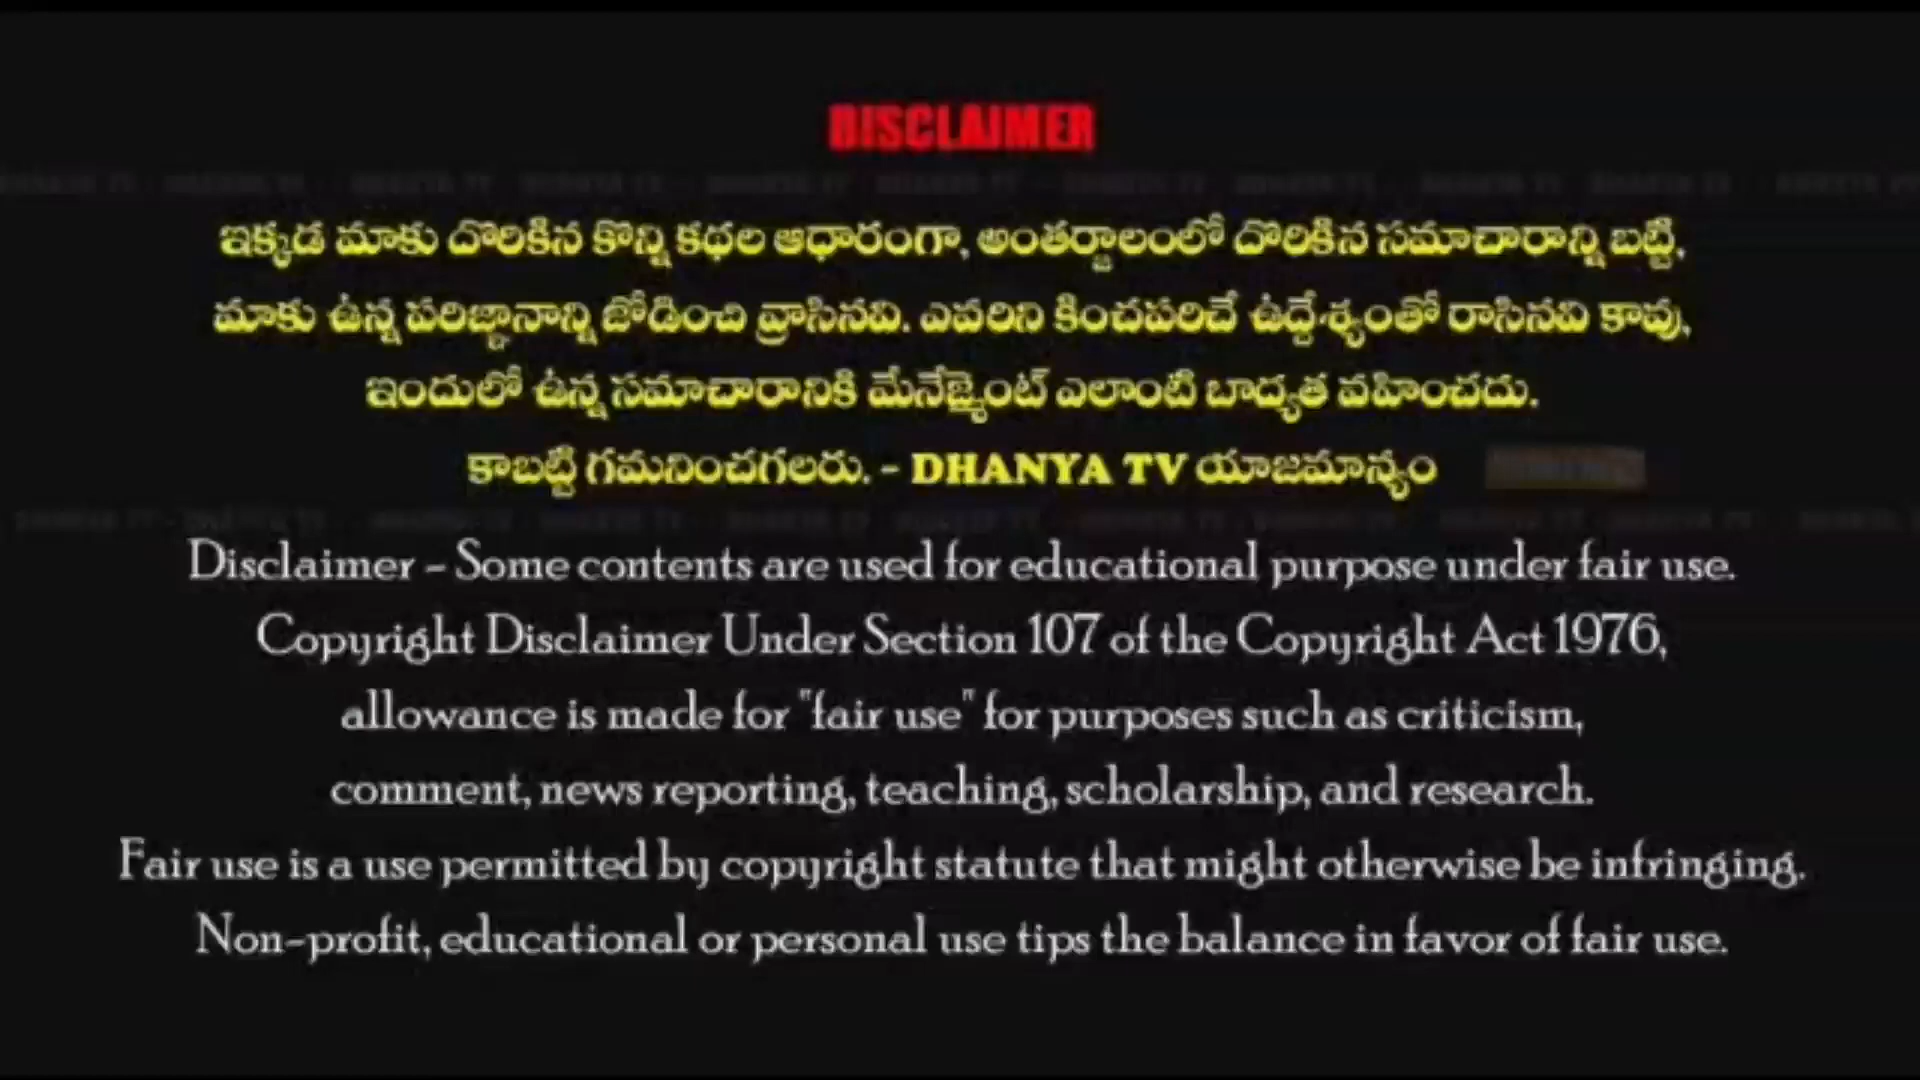 DISCLAIMER
ఇక్కడ మాకు దొరికిన కొన్ని కథల ఆధారంగా, అంతర్జాలంలో దొరికిన సమాచారాన్ని బట్టి,
మాకు ఉన్న పరిజ్ఞానాన్ని జోడించి వ్రాసినవి. ఎవరిని కించపరిచే ఉద్దేశ్యంతో రాసినవి కావు,
ఇందులో ఉన్న సమాచారానికి మేనేజ్మెంట్ ఎలాంటి బాద్యత వహించదు.
కాబట్టి గమనించగలరు. - DHANYA TV యాజమాన్యం
Disclaimer - Some contents are used for educational purpose under fair use.
Copyright Disclaimer Under Section 107 of the Copyright Act 1976,
allowance is made for "fair use" for purposes such as criticism,
comment, news reporting, teaching, scholarship, and research.
Fair use is a use permitted by copyright statute that might otherwise be infringing.
Non-profit, educational or personal use tips the balance in favor of fair use.